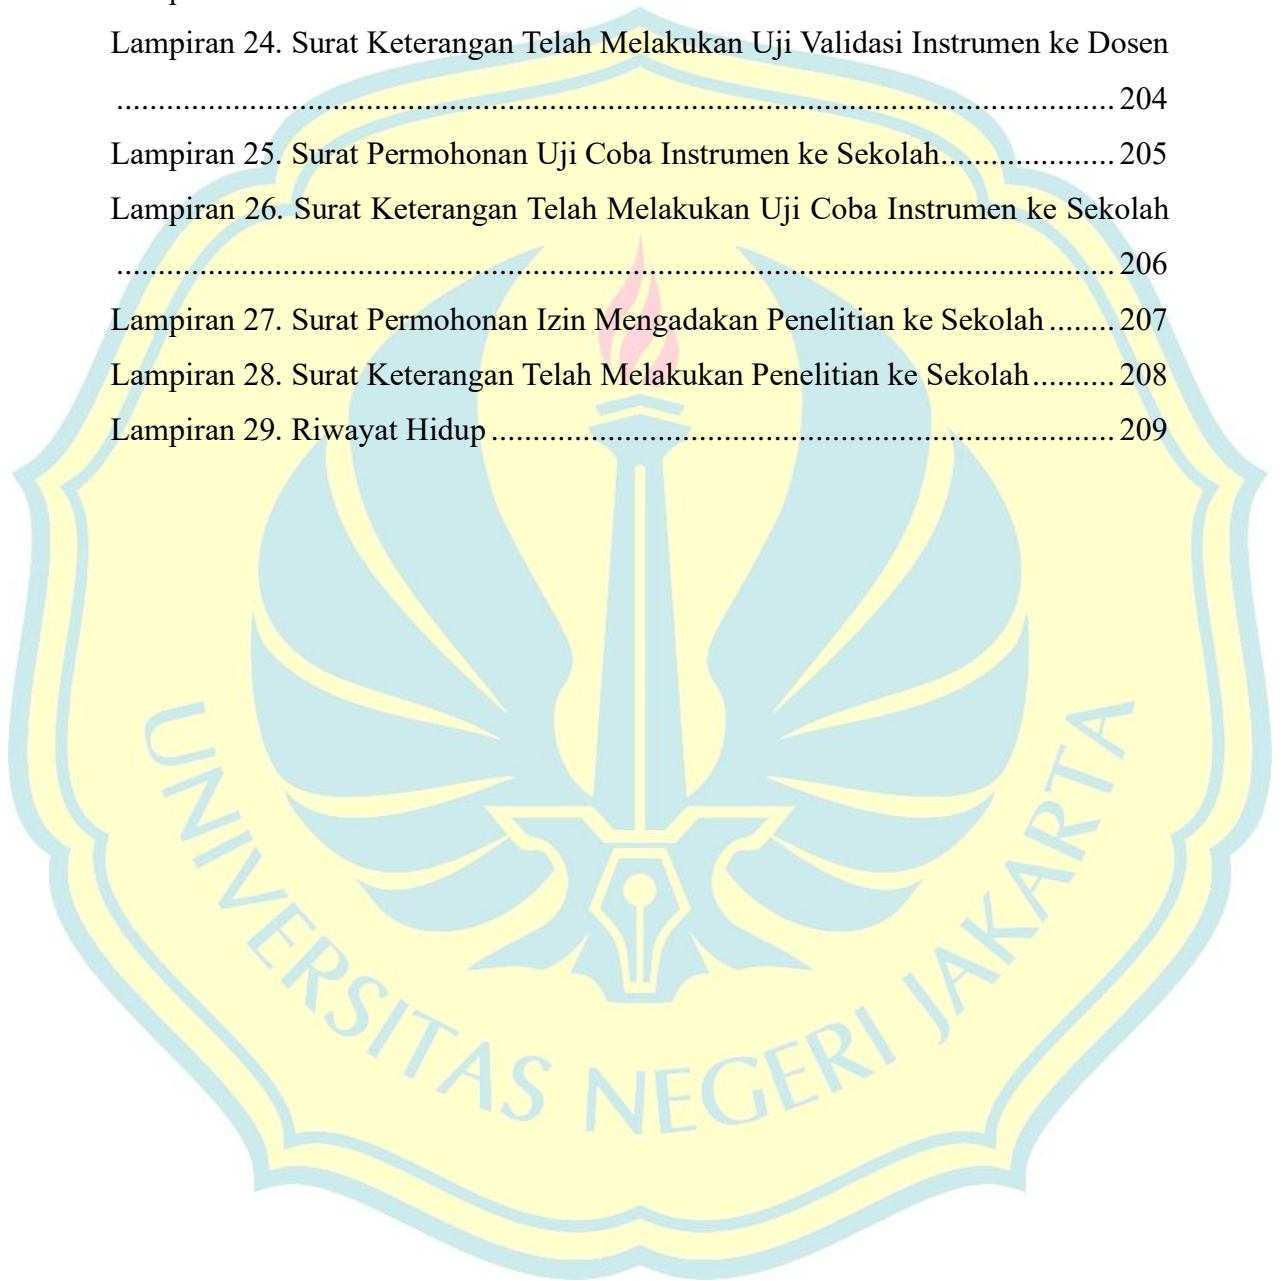 Lampiran 24. Surat Keterangan Telah Melakukan Uji Validasi Instrumen ke Dosen
........................................................................................................................ 204
Lampiran 25. Surat Permohonan Uji Coba Instrumen ke Sekolah..................... 205
Lampiran 26. Surat Keterangan Telah Melakukan Uji Coba Instrumen ke Sekolah
........................................................................................................................ 206
Lampiran 27. Surat Permohonan Izin Mengadakan Penelitian ke Sekolah ........ 207
Lampiran 28. Surat Keterangan Telah Melakukan Penelitian ke Sekolah.......... 208
Lampiran 29. Riwayat Hidup ........................................................................... 209
UNIVERSITAS NEGERI JAKARTA